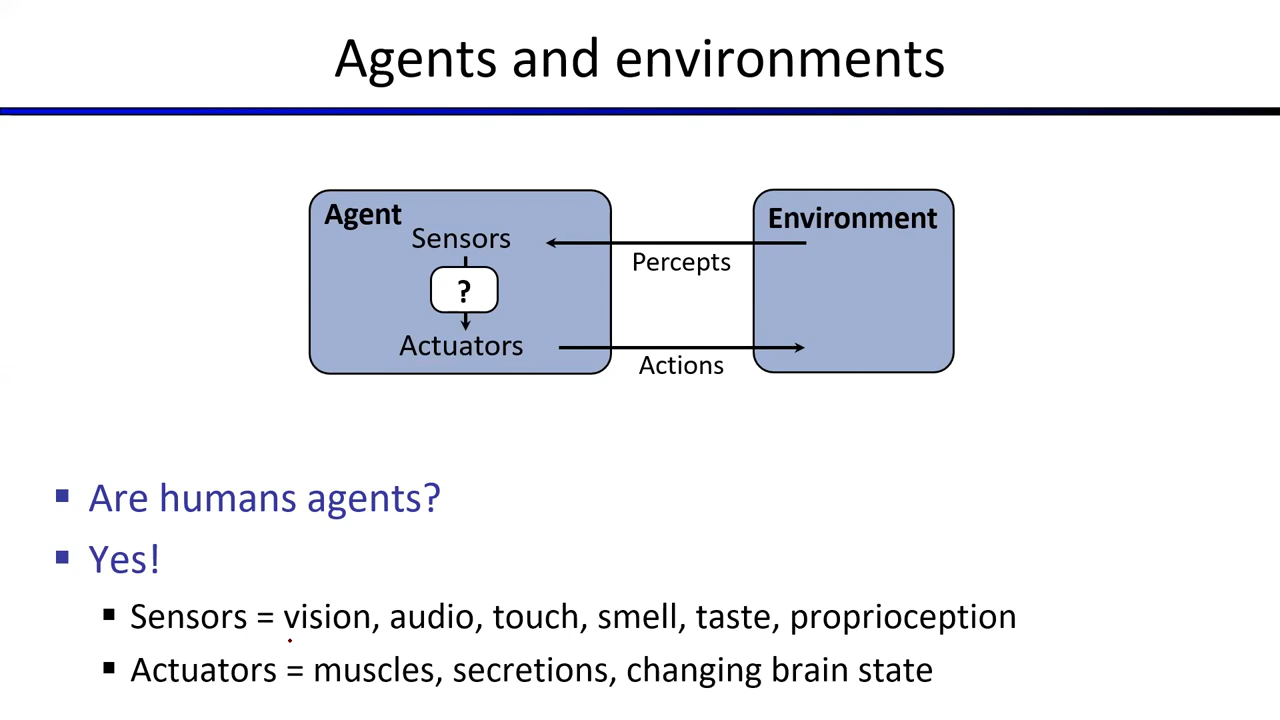 Agents and environments
Agent
Sensors
?
Actuators
Percepts
Actions
Environment
Are humans agents?
Yes!
Sensors = vision, audio, touch, smell, taste, proprioception
Actuators = muscles, secretions, changing brain state